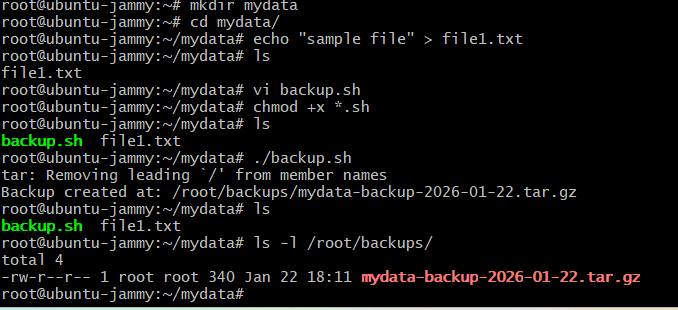 root@ubuntu-jammy:~# mkdir mydata
root@ubuntu-jammy:~# cd mydata/
root@ubuntu-jammy:~/mydata# echo "sample file" > file1.txt
root@ubuntu-jammy:~/mydata# ls
file1.txt
root@ubuntu-jammy:~/mydata# vi backup.sh
root@ubuntu-jammy:~/mydata# chmod +x *.sh
root@ubuntu-jammy:~/mydata# ls
backup.sh  file1.txt
root@ubuntu-jammy:~/mydata# ./backup.sh
tar: Removing leading `/' from member names
Backup created at: /root/backups/mydata-backup-2026-01-22.tar.gz
root@ubuntu-jammy:~/mydata# ls
backup.sh  file1.txt
root@ubuntu-jammy:~/mydata# ls -l /root/backups/
total 4
-rw-r--r-- 1 root root 340 Jan 22 18:11 mydata-backup-2026-01-22.tar.gz
root@ubuntu-jammy:~/mydata#